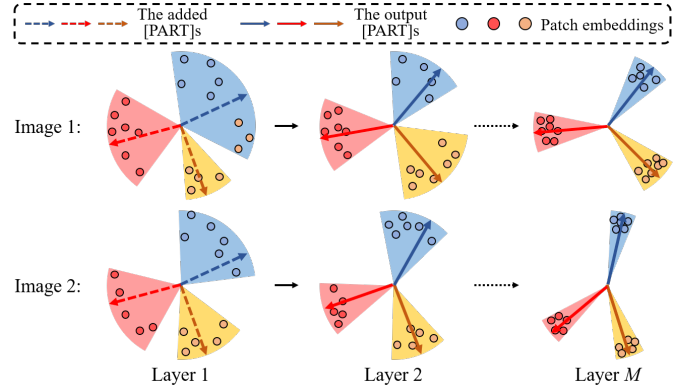 The added
[PART]s
The output
[PART]s
Patch embeddings
Image 1:
Image 2:
Layer 1
Layer 2
Layer M